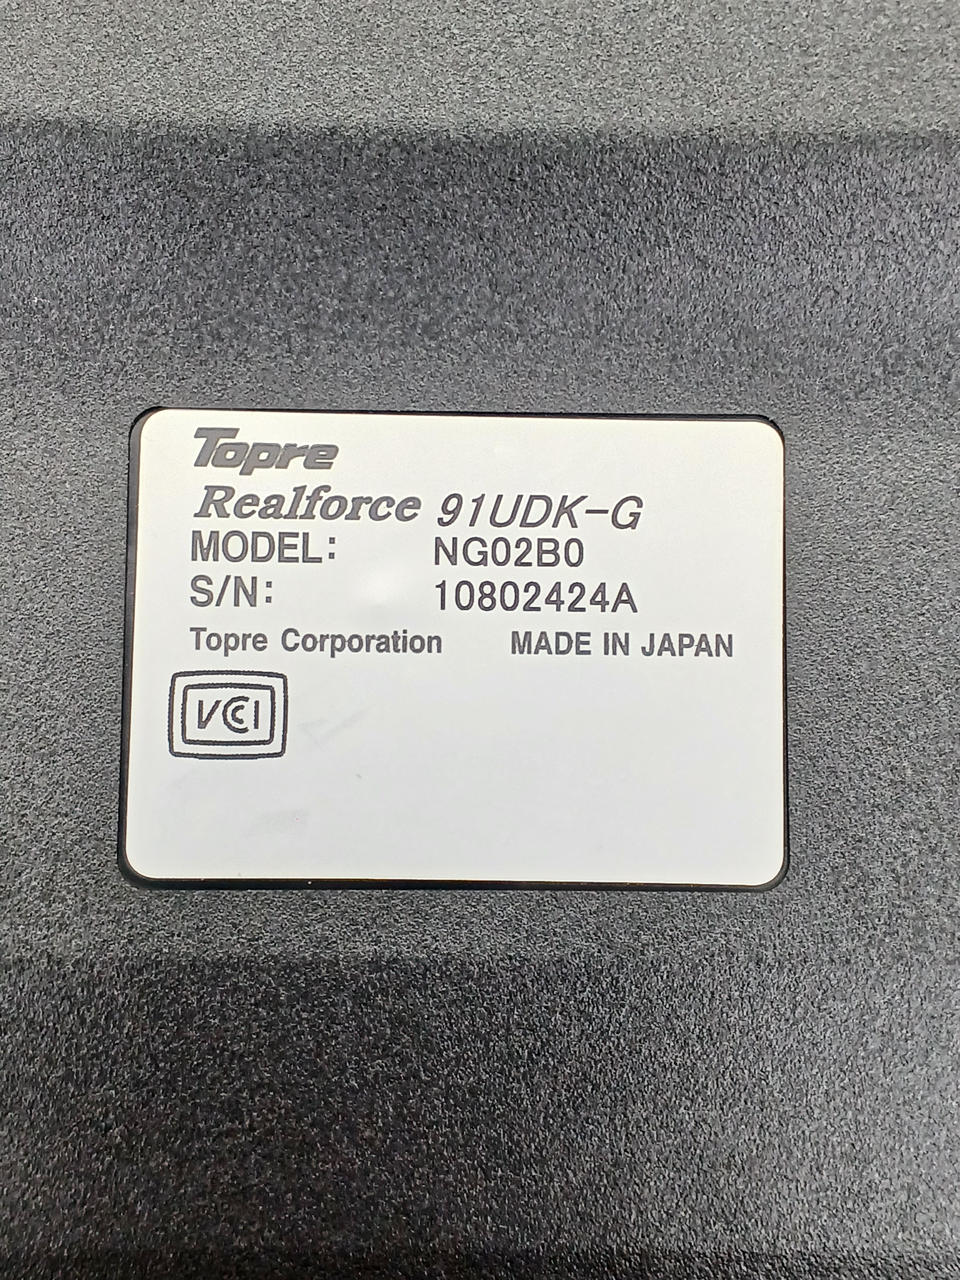 Topre
Realforce 91UDK-G
MODEL: NG02B0
S/N: 10802424A
Topre Corporation MADE IN JAPAN
VCI